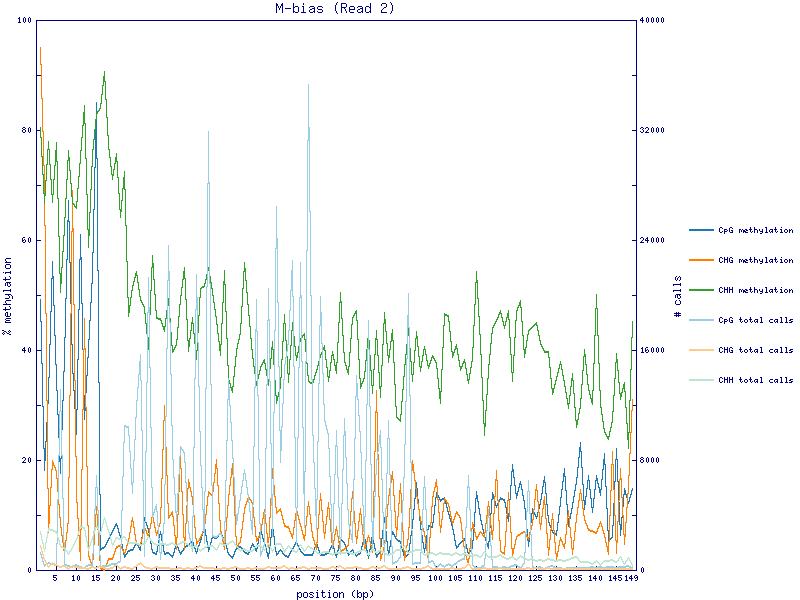 M-bias (Read 2)
100
80
60
40
20
0
% methylation
40000
32000
24000
16000
8000
0
# calls
5 10 15 20 25 30 35 40 45 50 55 60 65 70 75 80 85 90 95 100 105 110 115 120 125 130 135 140 145 149
position (bp)
CpG methylation
CHG methylation
CHH methylation
CpG total calls
CHG total calls
CHH total calls